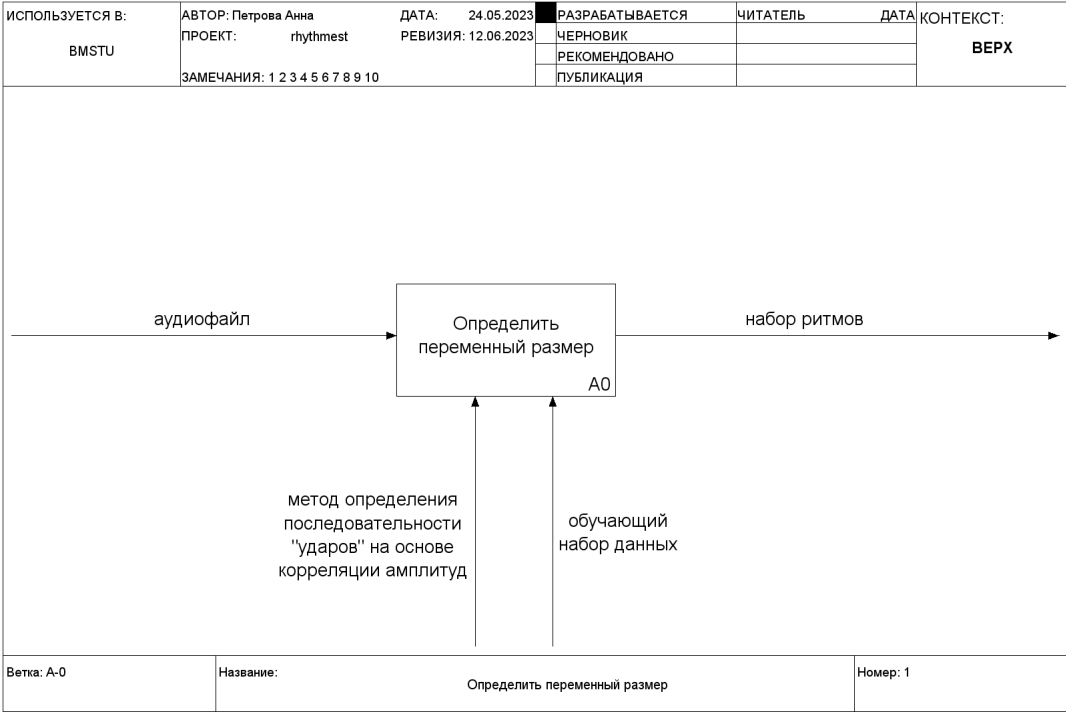 ИСПОЛЬЗУЕТСЯ В:
BMSTU
АВТОР: Петрова Анна
ДАТА: 24.05.2023
ПРОЕКТ: rhythmest
РЕВИЗИЯ: 12.06.2023
ЗАМЕЧАНИЯ: 1 2 3 4 5 6 7 8 9 10
РАЗРАБАТЫВАЕТСЯ
ЧЕРНОВИК
РЕКОМЕНДОВАНО
ПУБЛИКАЦИЯ
ЧИТАТЕЛЬ
ДАТА
КОНТЕКСТ:
ВЕРХ
аудиофайл
Определить
переменный размер
A0
набор ритмов
метод определения
последовательности
"ударов" на основе
корреляции амплитуд
обучающий
набор данных
Ветка: A-0
Название:
Определить переменный размер
Номер: 1